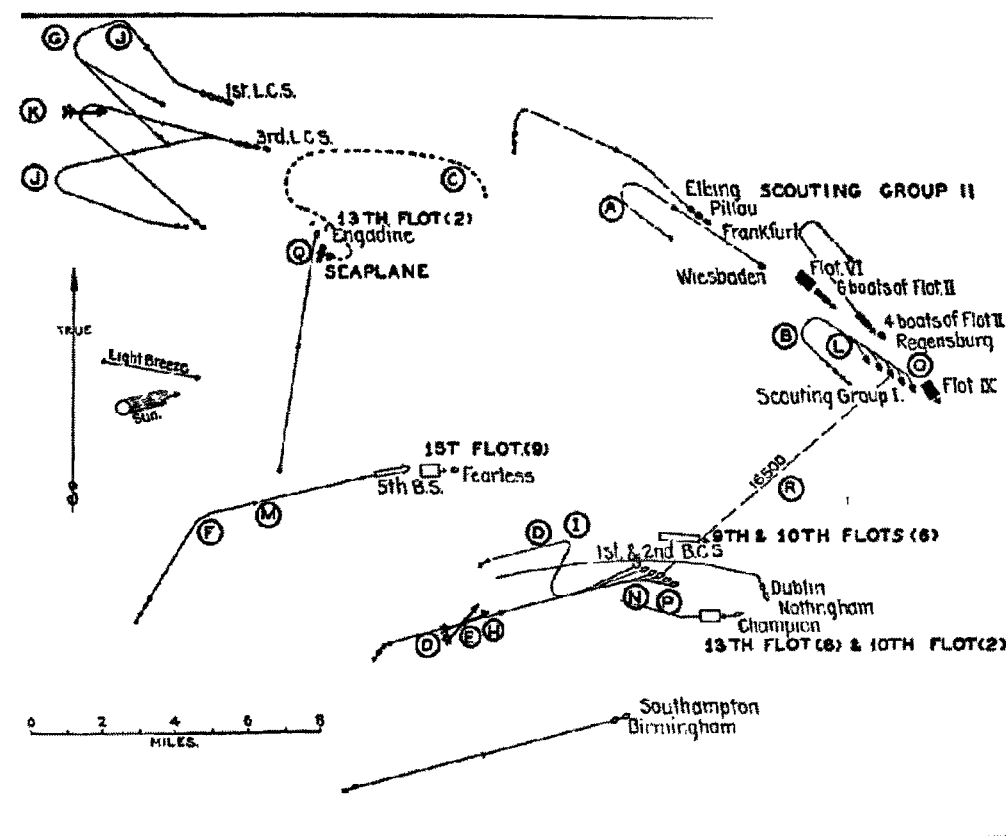 G
J
1st. L.C.S.
K
3rd. L.C.S.
J
C
13TH FLOT(2)
Engadine
Q
SEAPLANE
Elbing
SCOUTING GROUP II
Pillau
A
Frankfurt
Wiesbaden
Flot. VI
6 boats of Flot. II
4 boats of Flot II
Regensburg
B
L
O
Scouting Group I.
Flot IX
TRUE
Light Breeze
Sun.
1ST FLOT.(9)
Fearless
5th B.S.
F
M
16500
R
D
I
9TH & 10TH FLOTS (6)
1st. & 2nd B.C.S
Dublin
Nottingham
N
P
Champion
D
E
H
13TH FLOT(8) & 10TH FLOT(2)
Southampton
Birmingham
0 2 4 6 8
MILES.